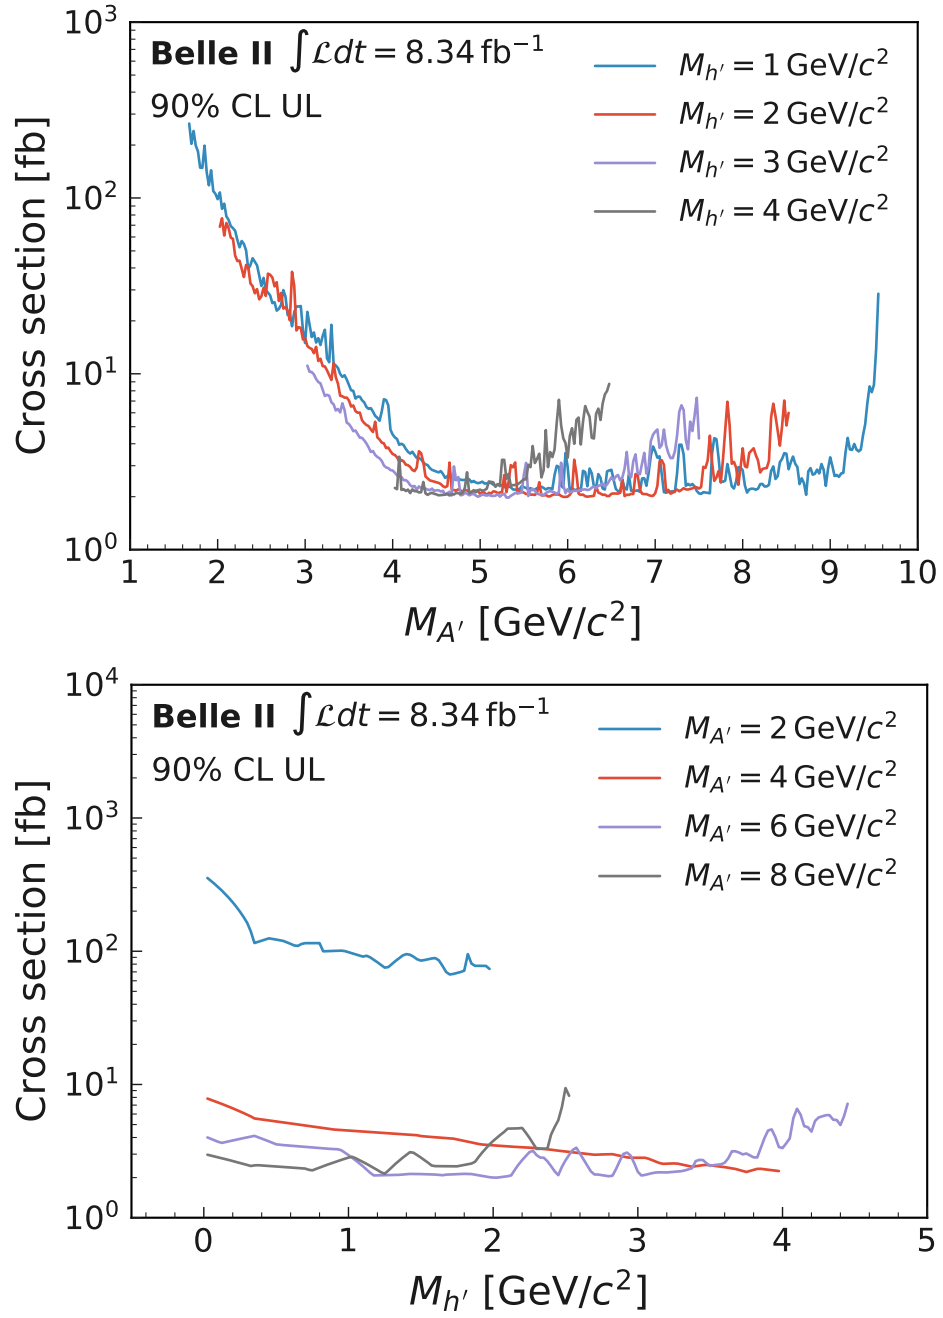 10³
Belle II ∫ℒdt = 8.34 fb⁻¹
90% CL UL
M_h′ = 1 GeV/c²
M_h′ = 2 GeV/c²
M_h′ = 3 GeV/c²
M_h′ = 4 GeV/c²
10²
10¹
10⁰
Cross section [fb]
1 2 3 4 5 6 7 8 9 10
M_A′ [GeV/c²]
10⁴
Belle II ∫ℒdt = 8.34 fb⁻¹
90% CL UL
M_A′ = 2 GeV/c²
M_A′ = 4 GeV/c²
M_A′ = 6 GeV/c²
M_A′ = 8 GeV/c²
10³
10²
10¹
10⁰
Cross section [fb]
0 1 2 3 4 5
M_h′ [GeV/c²]